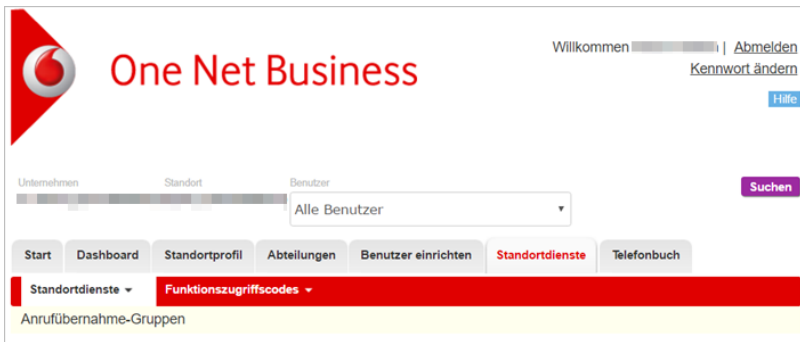 One Net Business
Willkommen | Abmelden
Kennwort ändern
Hilfe
Unternehmen Standort Benutzer
Alle Benutzer
Suchen
Start Dashboard Standortprofil Abteilungen Benutzer einrichten Standortdienste Telefonbuch
Standortdienste Funktionszugriffscodes
Anrufübernahme-Gruppen